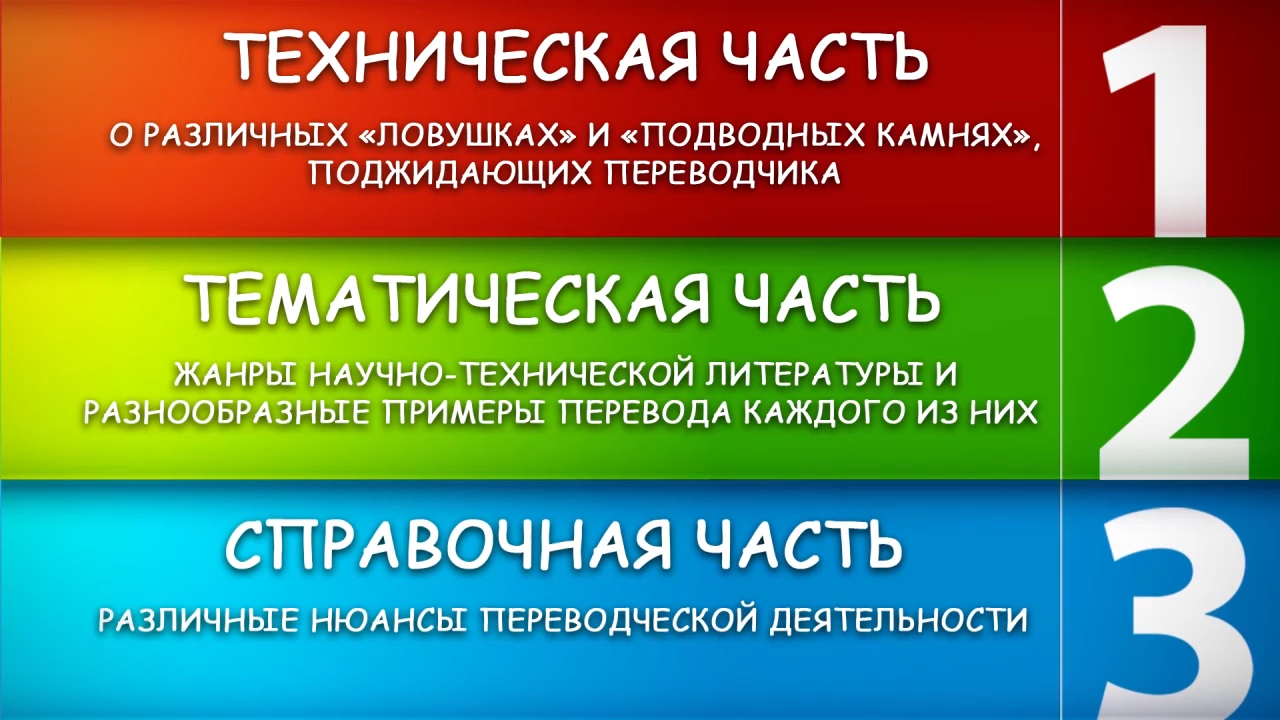 ТЕХНИЧЕСКАЯ ЧАСТЬ
1
О РАЗЛИЧНЫХ «ЛОВУШКАХ» И «ПОДВОДНЫХ КАМНЯХ»,
ПОДЖИДАЮЩИХ ПЕРЕВОДЧИКА
ТЕМАТИЧЕСКАЯ ЧАСТЬ
2
ЖАНРЫ НАУЧНО-ТЕХНИЧЕСКОЙ ЛИТЕРАТУРЫ И
РАЗНООБРАЗНЫЕ ПРИМЕРЫ ПЕРЕВОДА КАЖДОГО ИЗ НИХ
СПРАВОЧНАЯ ЧАСТЬ
3
РАЗЛИЧНЫЕ НЮАНСЫ ПЕРЕВОДЧЕСКОЙ ДЕЯТЕЛЬНОСТИ